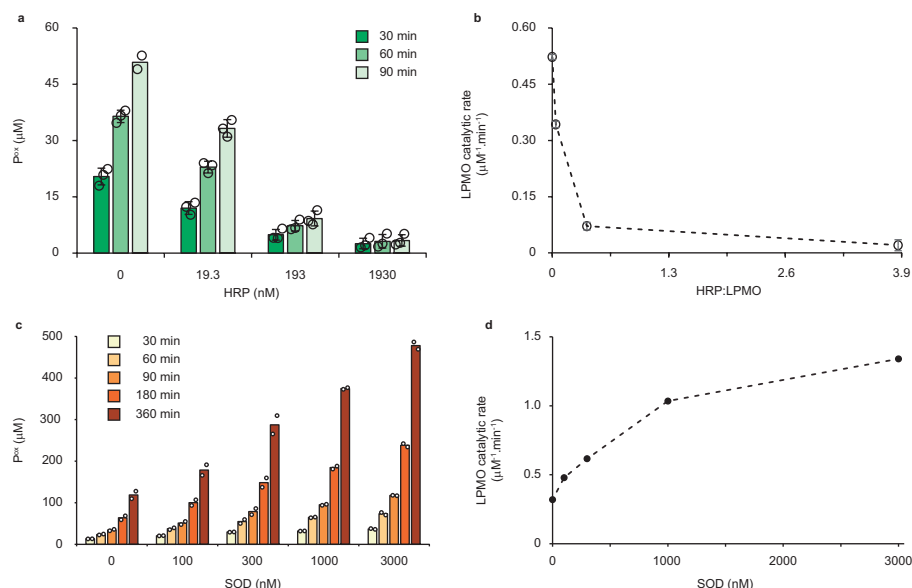 a
60
45
30
15
0
Pᵒˣ (μM)
30 min
60 min
90 min
0 19.3 193 1930
HRP (nM)
b
0.60
0.45
0.30
0.15
0
LPMO catalytic rate
(μM⁻¹.min⁻¹)
0 1.3 2.6 3.9
HRP:LPMO
c
500
400
300
200
100
0
Pᵒˣ (μM)
30 min
60 min
90 min
180 min
360 min
0 100 300 1000 3000
SOD (nM)
d
1.5
1.0
0.5
0
LPMO catalytic rate
(μM⁻¹.min⁻¹)
0 1000 2000 3000
SOD (nM)